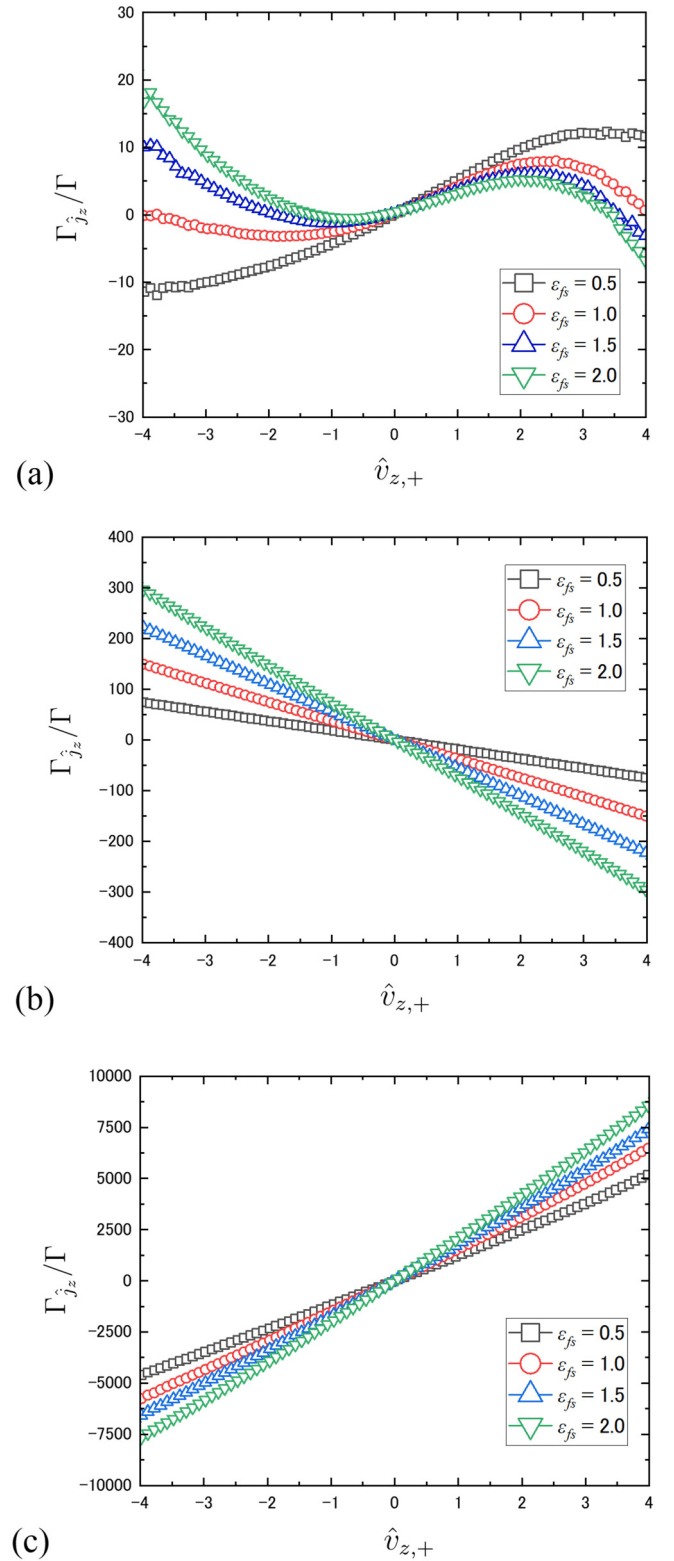 30
20
10
0
-10
-20
-30
Γ_{ĵ_z}/Γ
ε_{fs} = 0.5
ε_{fs} = 1.0
ε_{fs} = 1.5
ε_{fs} = 2.0
-4 -3 -2 -1 0 1 2 3 4
v̂_{z,+}
(a)
400
300
200
100
0
-100
-200
-300
-400
Γ_{ĵ_z}/Γ
ε_{fs} = 0.5
ε_{fs} = 1.0
ε_{fs} = 1.5
ε_{fs} = 2.0
-4 -3 -2 -1 0 1 2 3 4
v̂_{z,+}
(b)
10000
7500
5000
2500
0
-2500
-5000
-7500
-10000
Γ_{ĵ_z}/Γ
ε_{fs} = 0.5
ε_{fs} = 1.0
ε_{fs} = 1.5
ε_{fs} = 2.0
-4 -3 -2 -1 0 1 2 3 4
v̂_{z,+}
(c)